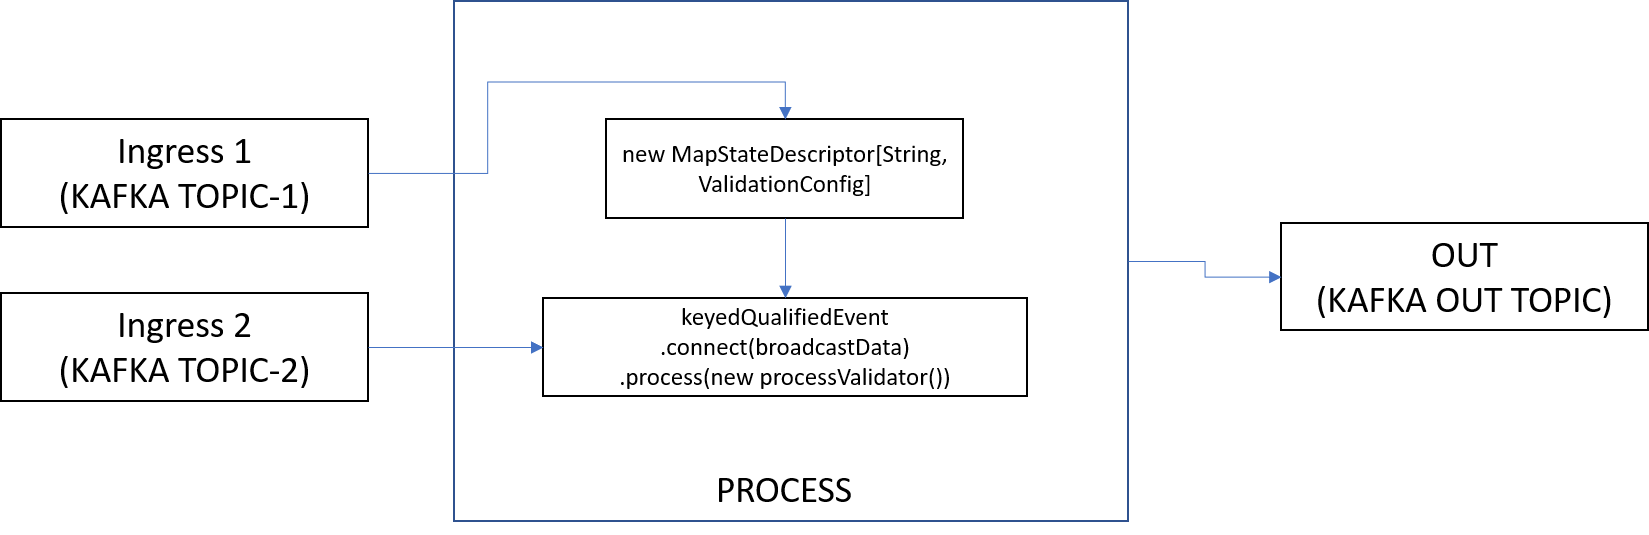 Ingress 1
(KAFKA TOPIC-1)
Ingress 2
(KAFKA TOPIC-2)
new MapStateDescriptor[String,
ValidationConfig]
keyedQualifiedEvent
.connect(broadcastData)
.process(new processValidator())
PROCESS
OUT
(KAFKA OUT TOPIC)